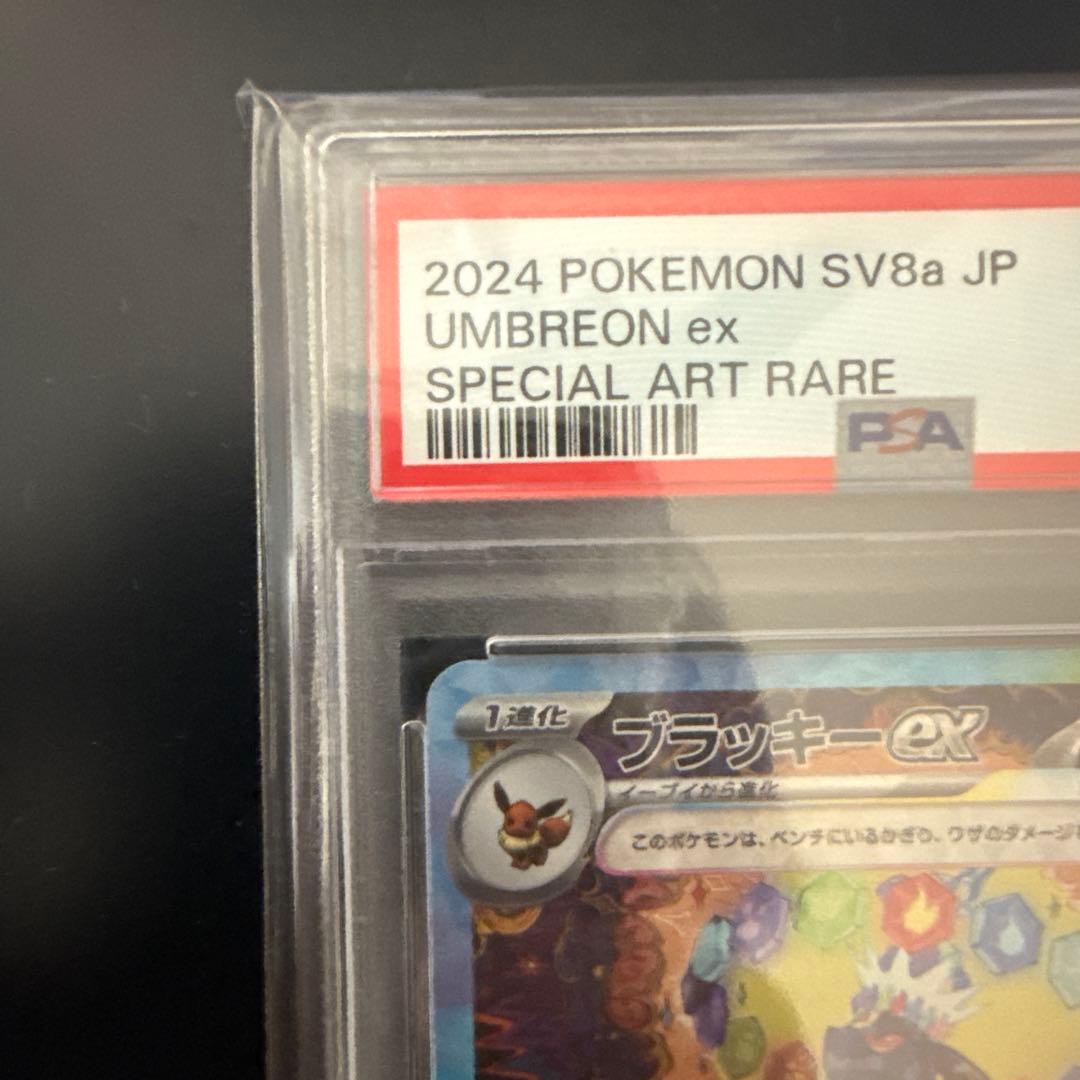 2024 POKEMON SV8a JP
UMBREON ex
SPECIAL ART RARE
PSA
1進化
ブラッキーex
イーブイから進化
このポケモンは、ベンチにいるかぎり、ワザのダメージ